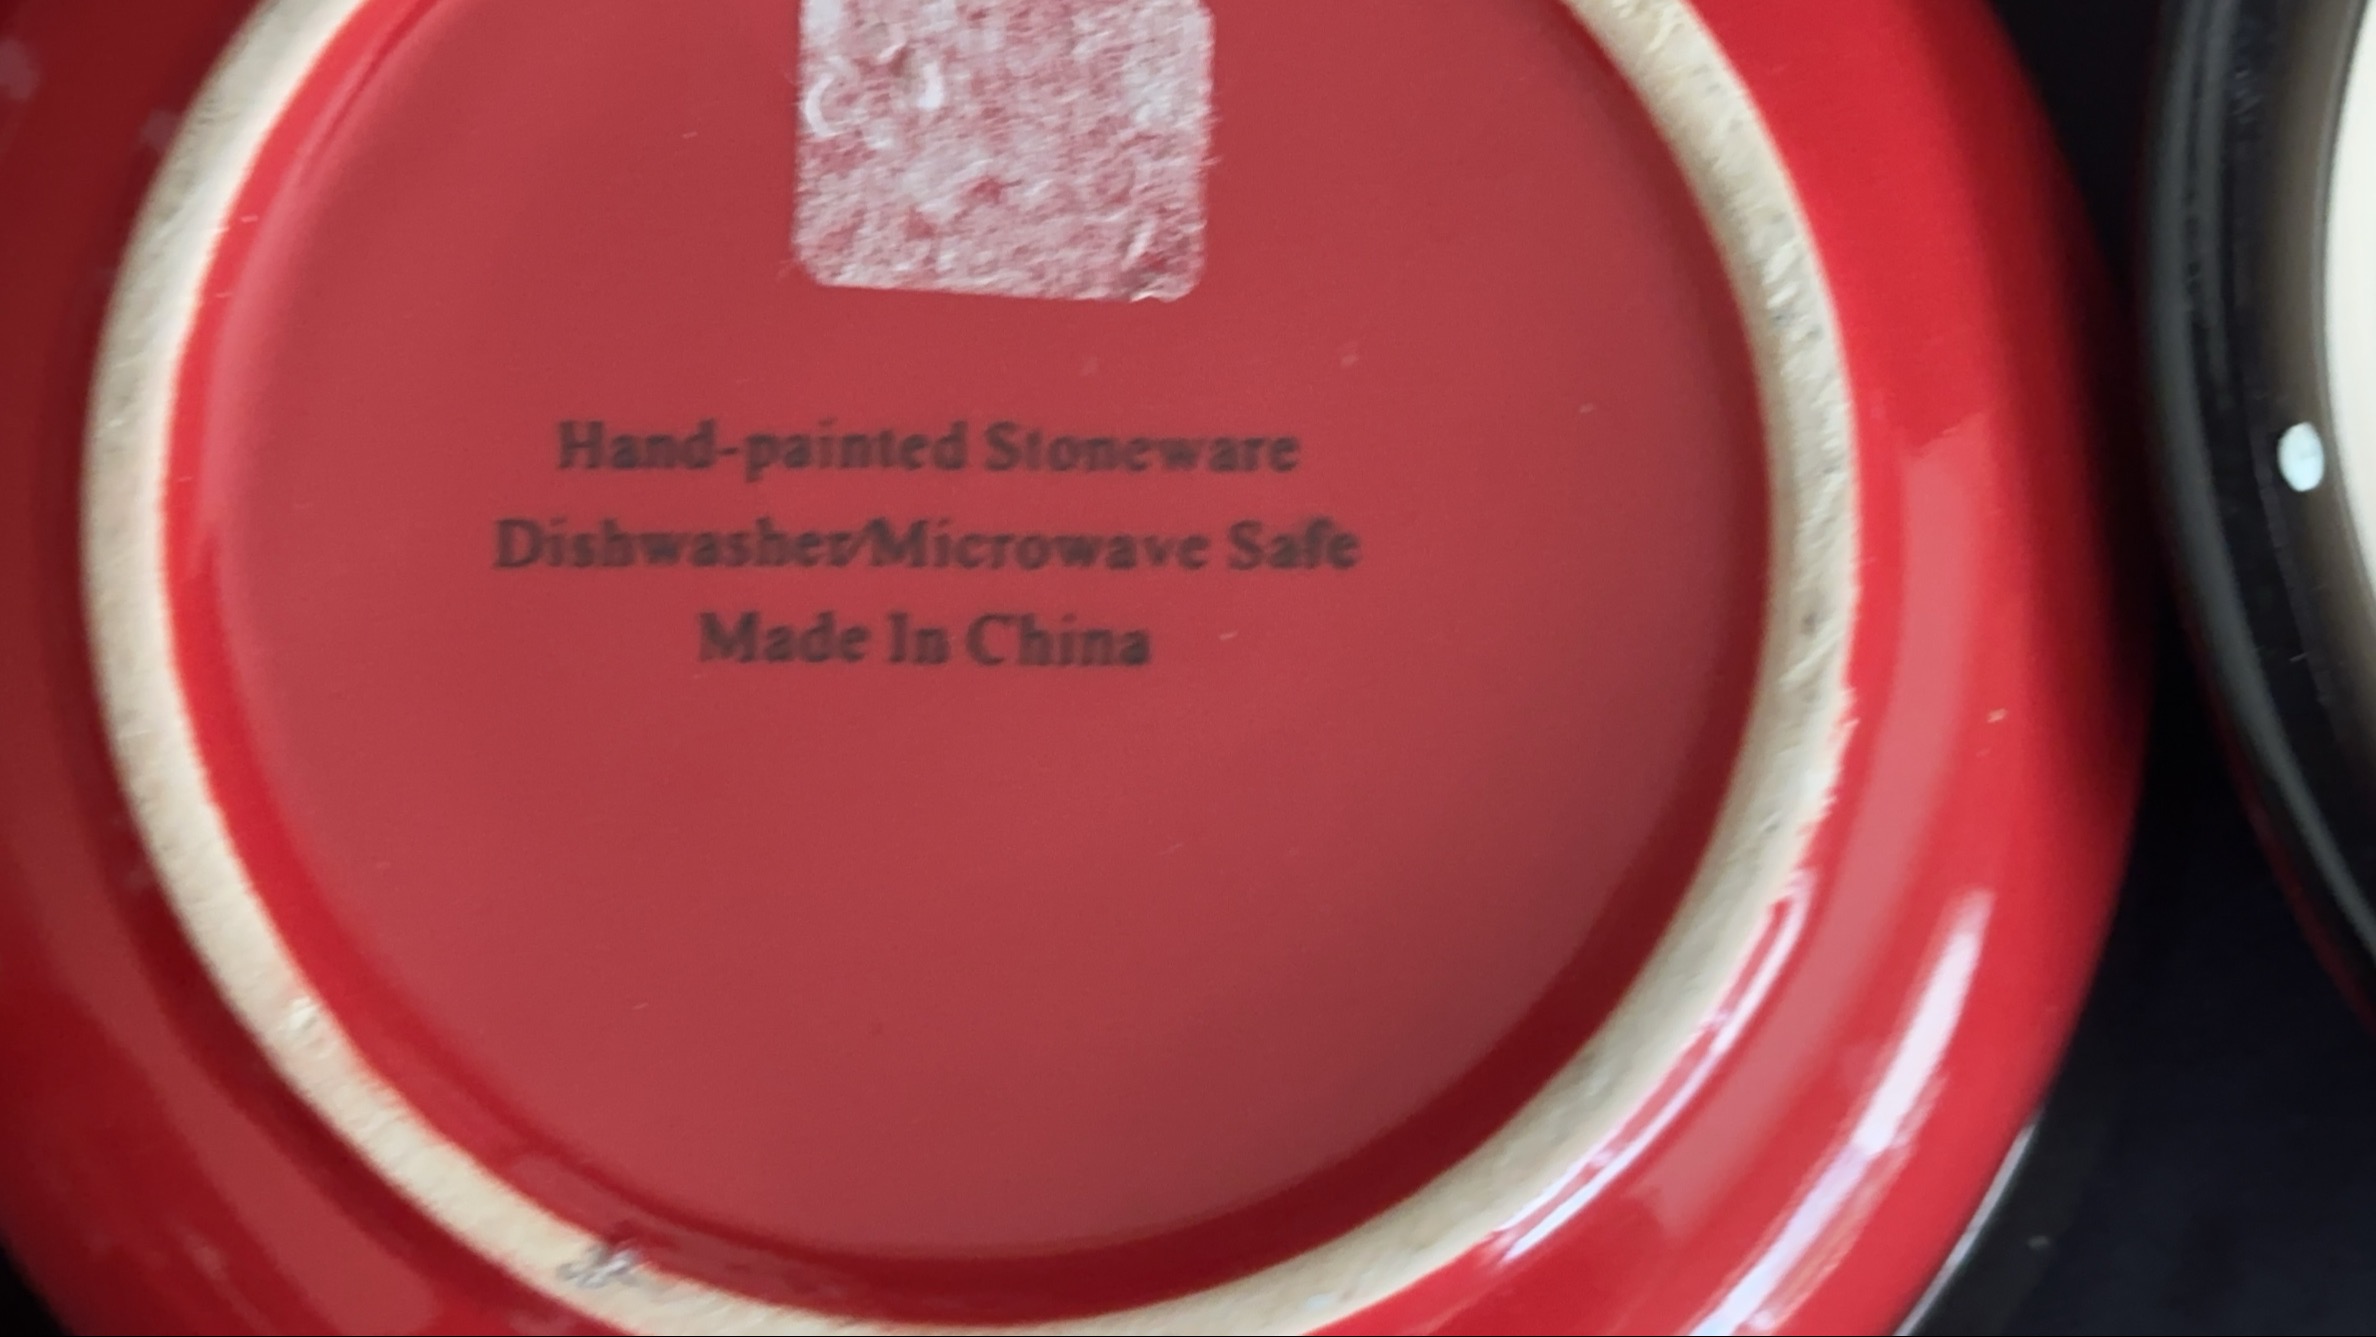 Hand-painted Stoneware
Dishwasher/Microwave Safe
Made In China